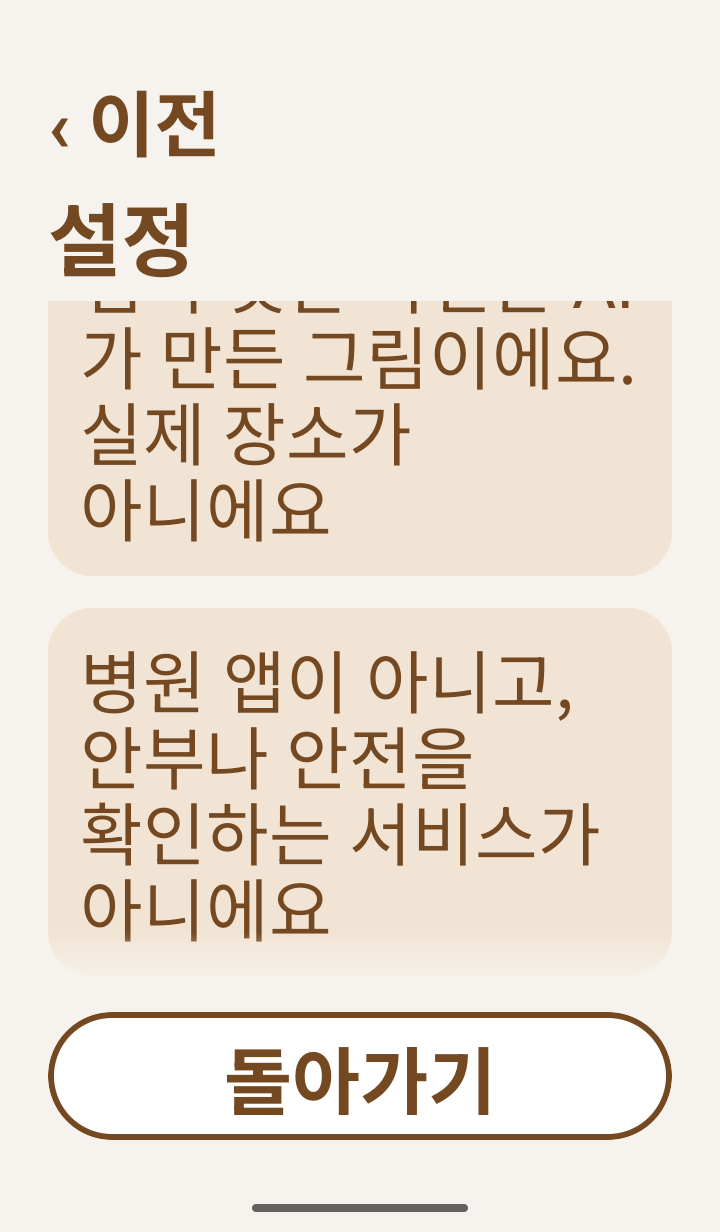 ‹ 이전
설정
가 만든 그림이에요.
실제 장소가
아니에요
병원 앱이 아니고,
안부나 안전을
확인하는 서비스가
아니에요
돌아가기